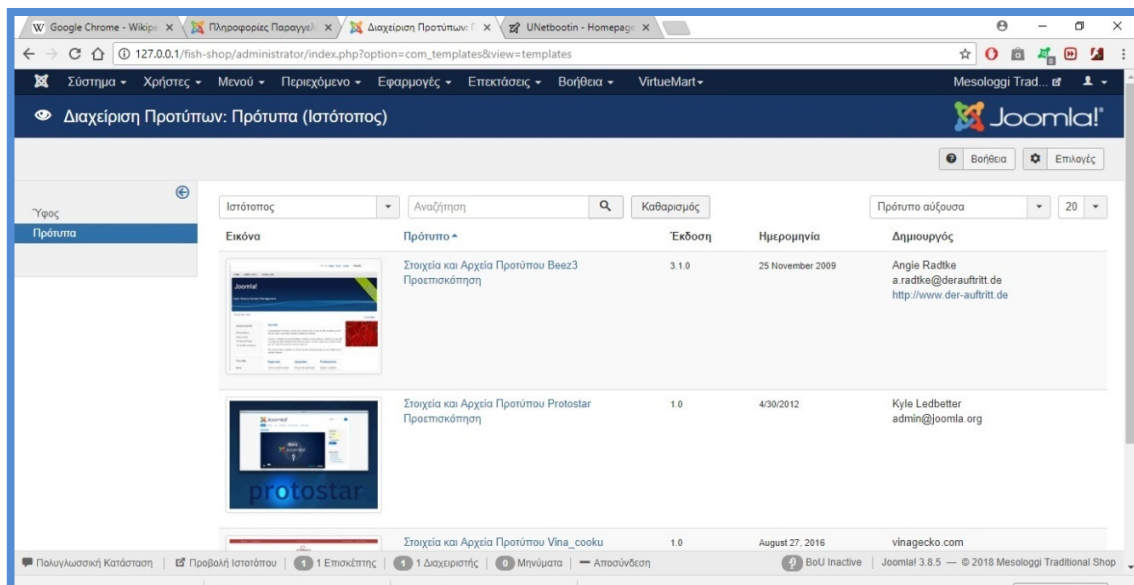 Google Chrome - Wikipe
Πληροφορίες Παραγγελ
Διαχείριση Προτύπων: Π
UNetbootin - Homepage
127.0.0.1/fish-shop/administrator/index.php?option=com_templates&view=templates
Σύστημα Χρήστες Μενού Περιεχόμενο Εφαρμογές Επεκτάσεις Βοήθεια VirtueMart Mesologgi Trad...
Διαχείριση Προτύπων: Πρότυπα (Ιστότοπος) Joomla!
Βοήθεια Επιλογές
Ύφος
Πρότυπα
Ιστότοπος Αναζήτηση Καθαρισμός Πρότυπο αύξουσα 20
Εικόνα Πρότυπο Έκδοση Ημερομηνία Δημιουργός
Στοιχεία και Αρχεία Προτύπου Beez3 3.1.0 25 November 2009 Angie Radtke
Προεπισκόπηση a.radtke@derauftritt.de
http://www.der-auftritt.de
Joomla!
Στοιχεία και Αρχεία Προτύπου Protostar 1.0 4/30/2012 Kyle Ledbetter
Προεπισκόπηση admin@joomla.org
protostar
Στοιχεία και Αρχεία Προτύπου Vina_cooku 1.0 August 27, 2016 vinagecko.com
Πολυγλωσσική Κατάσταση Προβολή Ιστοτόπου 1 1 Επισκέπτης 1 1 Διαχειριστής 0 Μηνύματα Αποσύνδεση BoU Inactive Joomla! 3.8.5 — © 2018 Mesologgi Traditional Shop